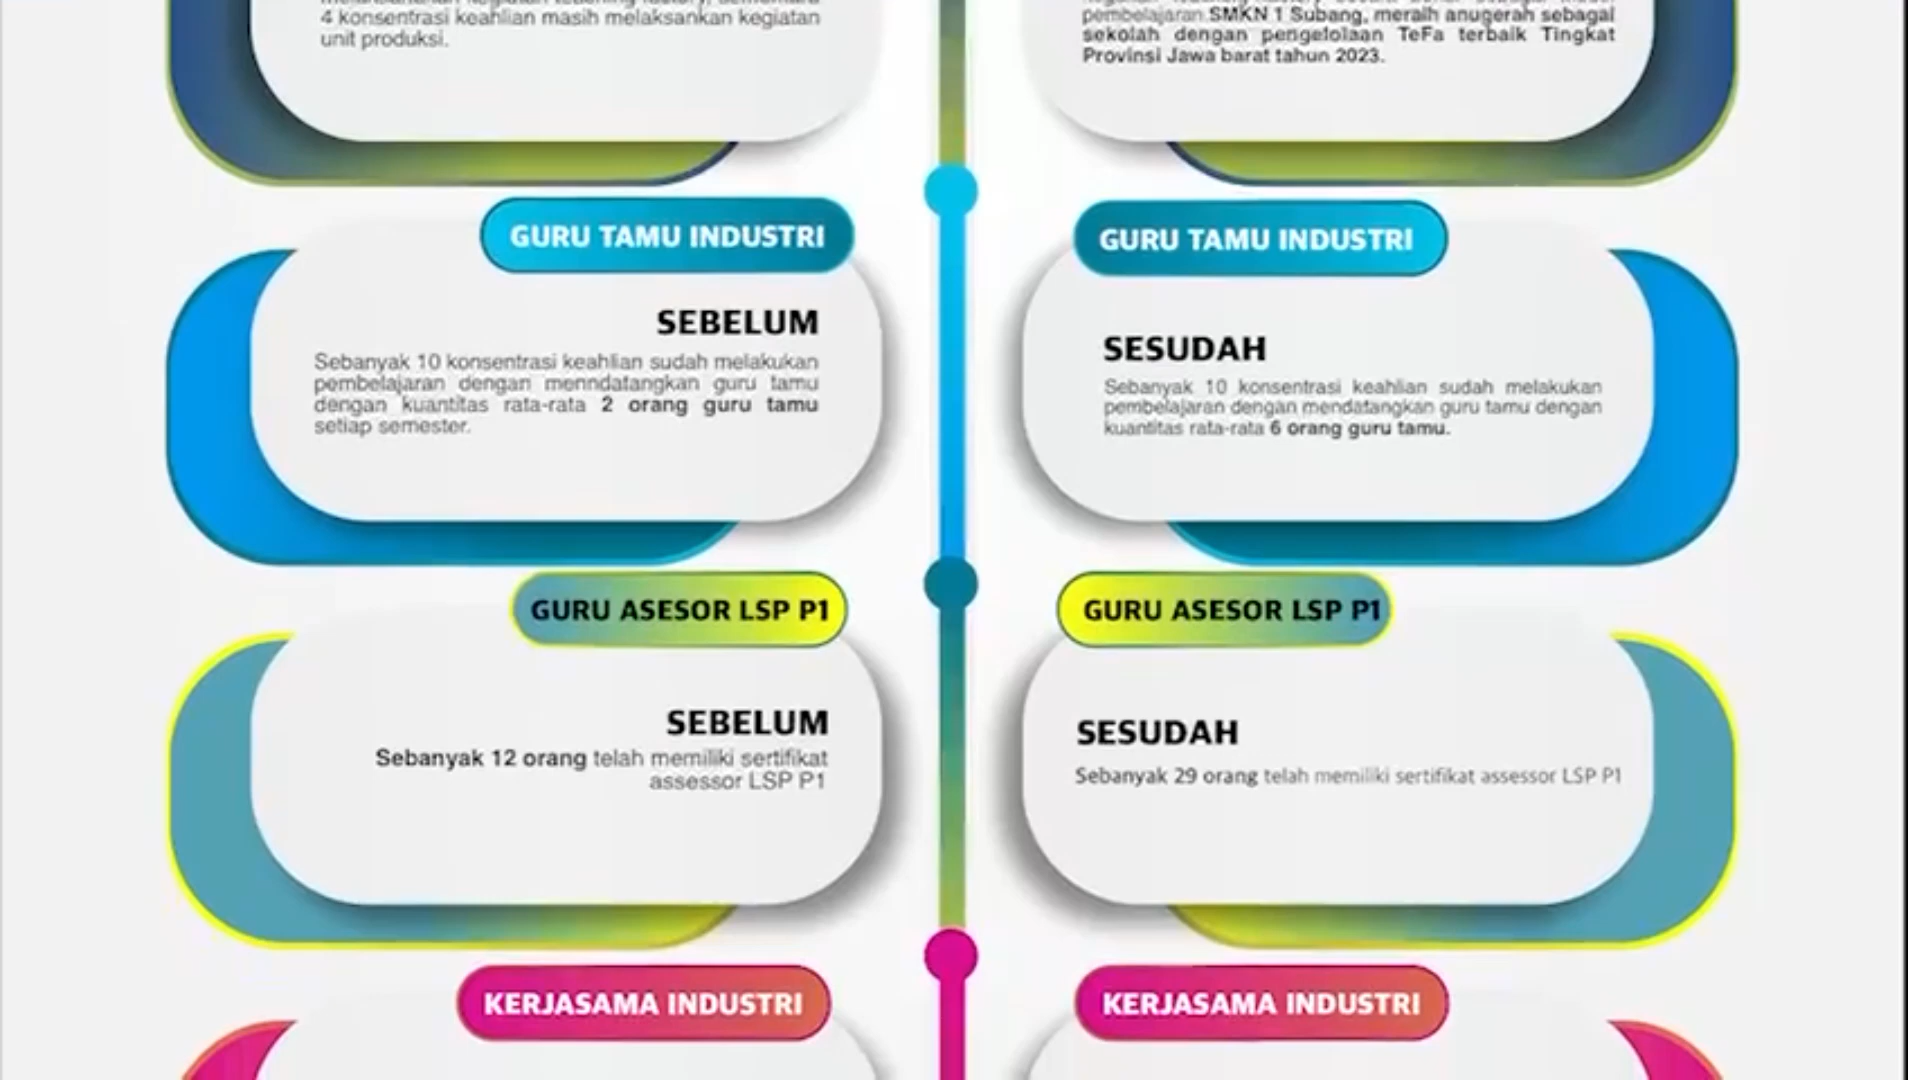 4 konsentrasi keahlian masih melaksankan kegiatan
unit produksi.
pembelajaran.SMKN 1 Subang, meraih anugerah sebagai
sekolah dengan pengelolaan TeFa terbaik Tingkat
Provinsi Jawa barat tahun 2023.
GURU TAMU INDUSTRI
SEBELUM
Sebanyak 10 konsentrasi keahlian sudah melakukan
pembelajaran dengan menndatangkan guru tamu
dengan kuantitas rata-rata 2 orang guru tamu
setiap semester.
GURU TAMU INDUSTRI
SESUDAH
Sebanyak 10 konsentrasi keahlian sudah melakukan
pembelajaran dengan mendatangkan guru tamu dengan
kuantitas rata-rata 6 orang guru tamu.
GURU ASESOR LSP P1
SEBELUM
Sebanyak 12 orang telah memiliki sertifikat
assessor LSP P1
GURU ASESOR LSP P1
SESUDAH
Sebanyak 29 orang telah memiliki sertifikat assessor LSP P1
KERJASAMA INDUSTRI
KERJASAMA INDUSTRI